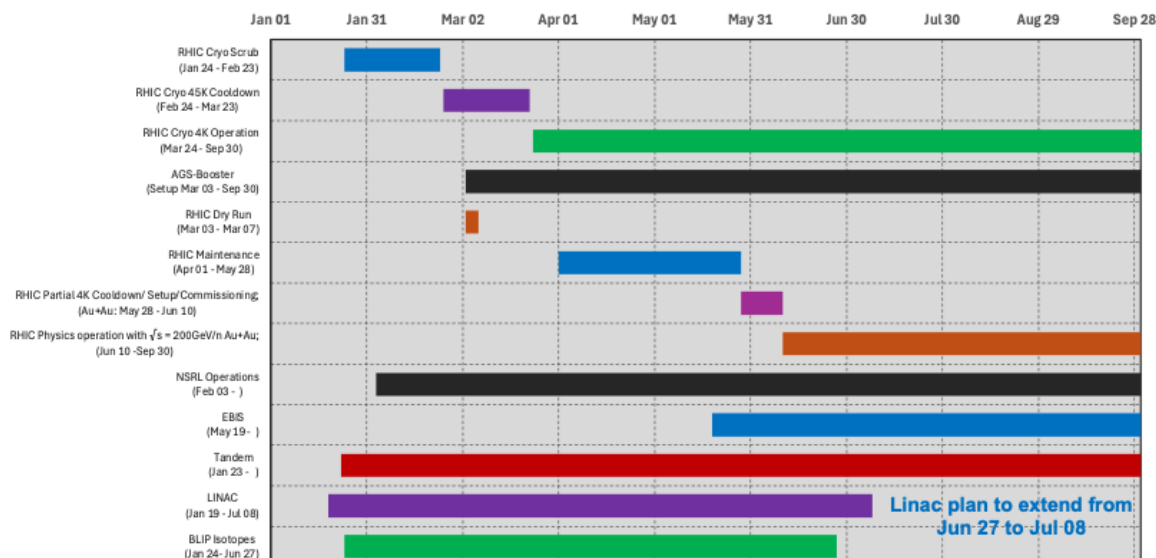 Jan 01 Jan 31 Mar 02 Apr 01 May 01 May 31 Jun 30 Jul 30 Aug 29 Sep 28
RHIC Cryo Scrub
(Jan 24 - Feb 23)
RHIC Cryo 45K Cooldown
(Feb 24 - Mar 23)
RHIC Cryo 4K Operation
(Mar 24 - Sep 30)
AGS-Booster
(Setup Mar 03 - Sep 30)
RHIC Dry Run
(Mar 03 - Mar 07)
RHIC Maintenance
(Apr 01 - May 28)
RHIC Partial 4K Cooldown/ Setup/Commissioning;
(Au+Au: May 28 - Jun 10)
RHIC Physics operation with √s = 200GeV/n Au+Au;
(Jun 10 -Sep 30)
NSRL Operations
(Feb 03 - )
EBIS
(May 19 - )
Tandem
(Jan 23 - )
LINAC
(Jan 19 - Jul 08)
Linac plan to extend from
Jun 27 to Jul 08
BLIP Isotopes
(Jan 24- Jun 27)